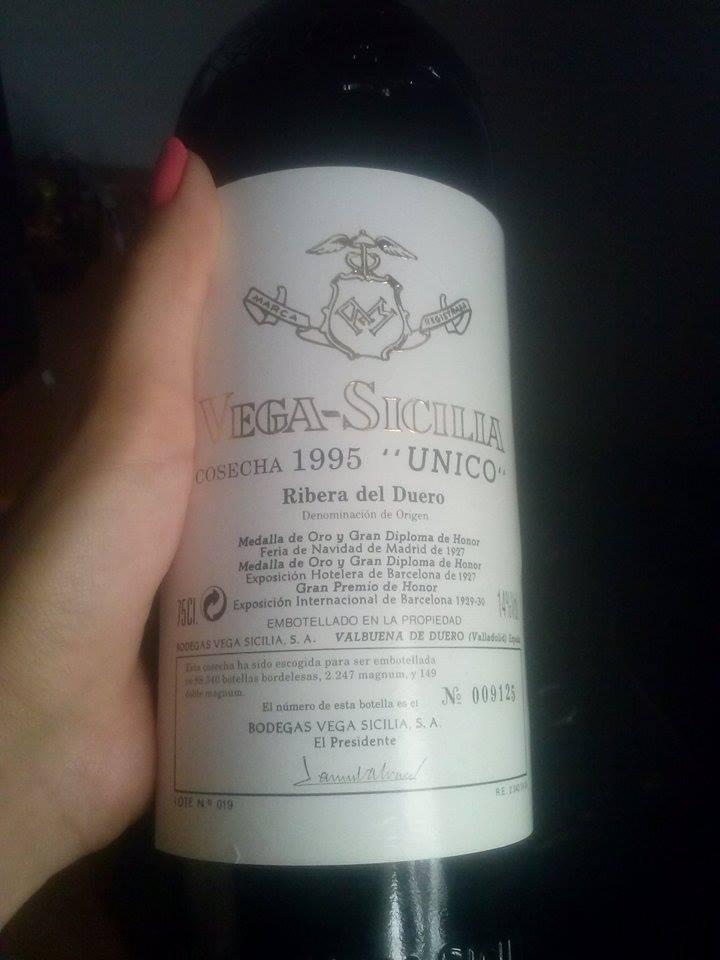 MARCA
REGISTRADA
VEGA-SICILIA
COSECHA 1995 "UNICO"
Ribera del Duero
Denominación de Origen
Medalla de Oro y Gran Diploma de Honor
Feria de Navidad de Madrid de 1927
Medalla de Oro y Gran Diploma de Honor
Exposición Hotelera de Barcelona de 1927
Gran Premio de Honor
Exposición Internacional de Barcelona 1929-30
75Cl. 14%Vol.
EMBOTELLADO EN LA PROPIEDAD
BODEGAS VEGA SICILIA, S. A. VALBUENA DE DUERO (Valladolid) España
Esta cosecha ha sido escogida para ser embotellada
en 88.340 botellas bordelesas, 2.247 magnum, y 149
doble magnum.
El número de esta botella es el Nº 009125
BODEGAS VEGA SICILIA, S. A.
El Presidente
LOTE N.º 019
R.E.